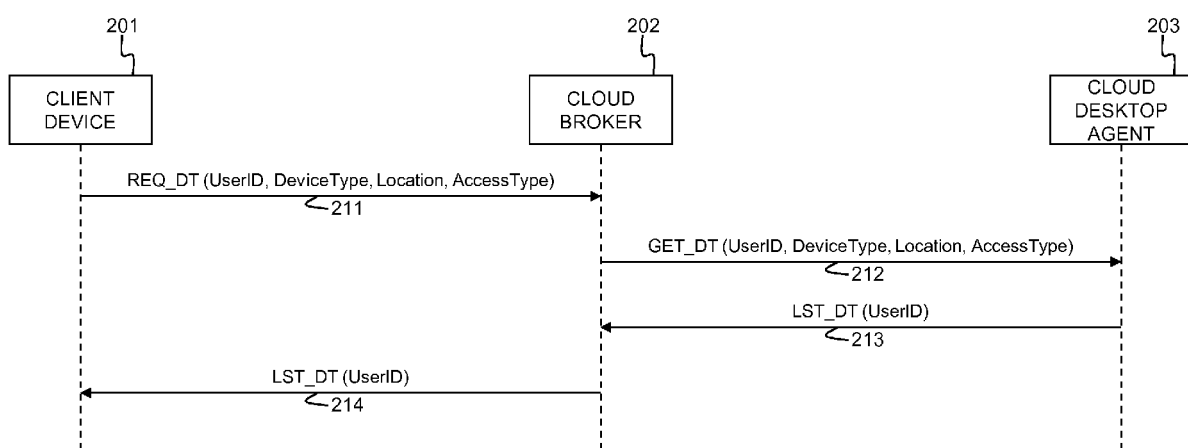 201
202
203
CLIENT
DEVICE
CLOUD
BROKER
CLOUD
DESKTOP
AGENT
REQ_DT (UserID, DeviceType, Location, AccessType)
211
GET_DT (UserID, DeviceType, Location, AccessType)
212
LST_DT (UserID)
213
LST_DT (UserID)
214